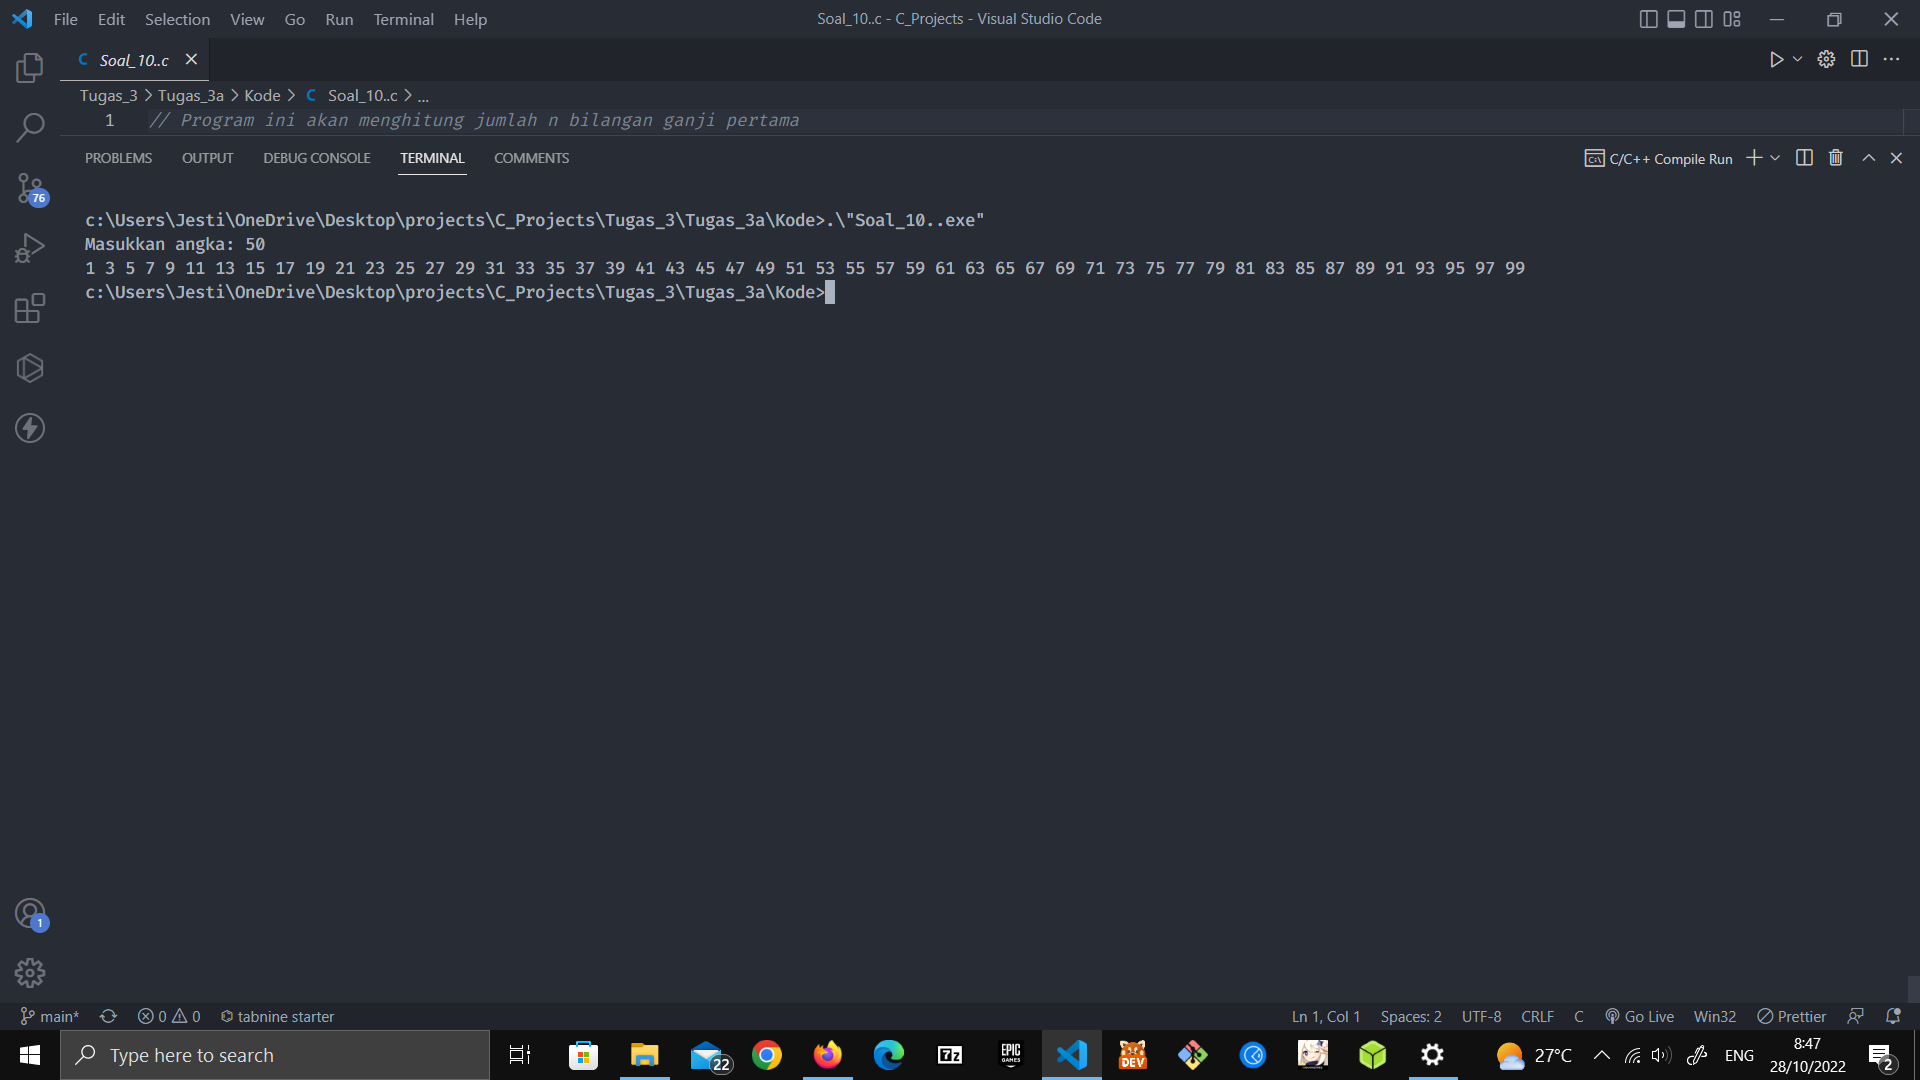 File Edit Selection View Go Run Terminal Help
Soal_10..c - C_Projects - Visual Studio Code
C Soal_10..c
Tugas_3 > Tugas_3a > Kode > C Soal_10..c > ...
1 // Program ini akan menghitung jumlah n bilangan ganji pertama
PROBLEMS OUTPUT DEBUG CONSOLE TERMINAL COMMENTS
C/C++ Compile Run
76
c:\Users\Jesti\OneDrive\Desktop\projects\C_Projects\Tugas_3\Tugas_3a\Kode>.\"Soal_10..exe"
Masukkan angka: 50
1 3 5 7 9 11 13 15 17 19 21 23 25 27 29 31 33 35 37 39 41 43 45 47 49 51 53 55 57 59 61 63 65 67 69 71 73 75 77 79 81 83 85 87 89 91 93 95 97 99
c:\Users\Jesti\OneDrive\Desktop\projects\C_Projects\Tugas_3\Tugas_3a\Kode>
1
main* 0 0 tabnine starter
Ln 1, Col 1 Spaces: 2 UTF-8 CRLF C Go Live Win32 Prettier
Type here to search
22
7z
EPIC GAMES
DEV
27°C
ENG
8:47
28/10/2022
2